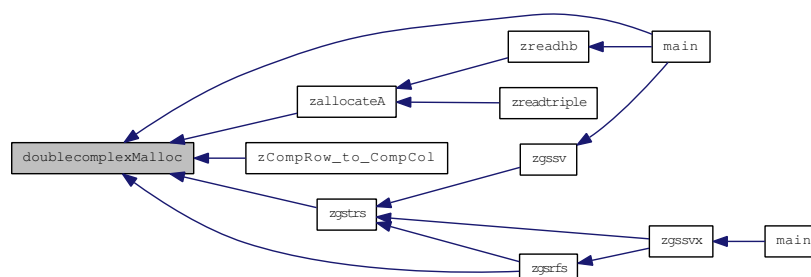 zreadhb
main
zallocateA
zreadtriple
doublecomplexMalloc
zCompRow_to_CompCol
zgssv
zgstrs
zgssvx
main
zgsrfs